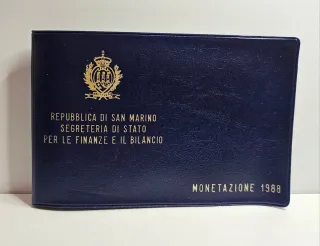 REPUBBLICA DI SAN MARINO
SEGRETERIA DI STATO
PER LE FINANZE E IL BILANCIO
MONETAZIONE 1988